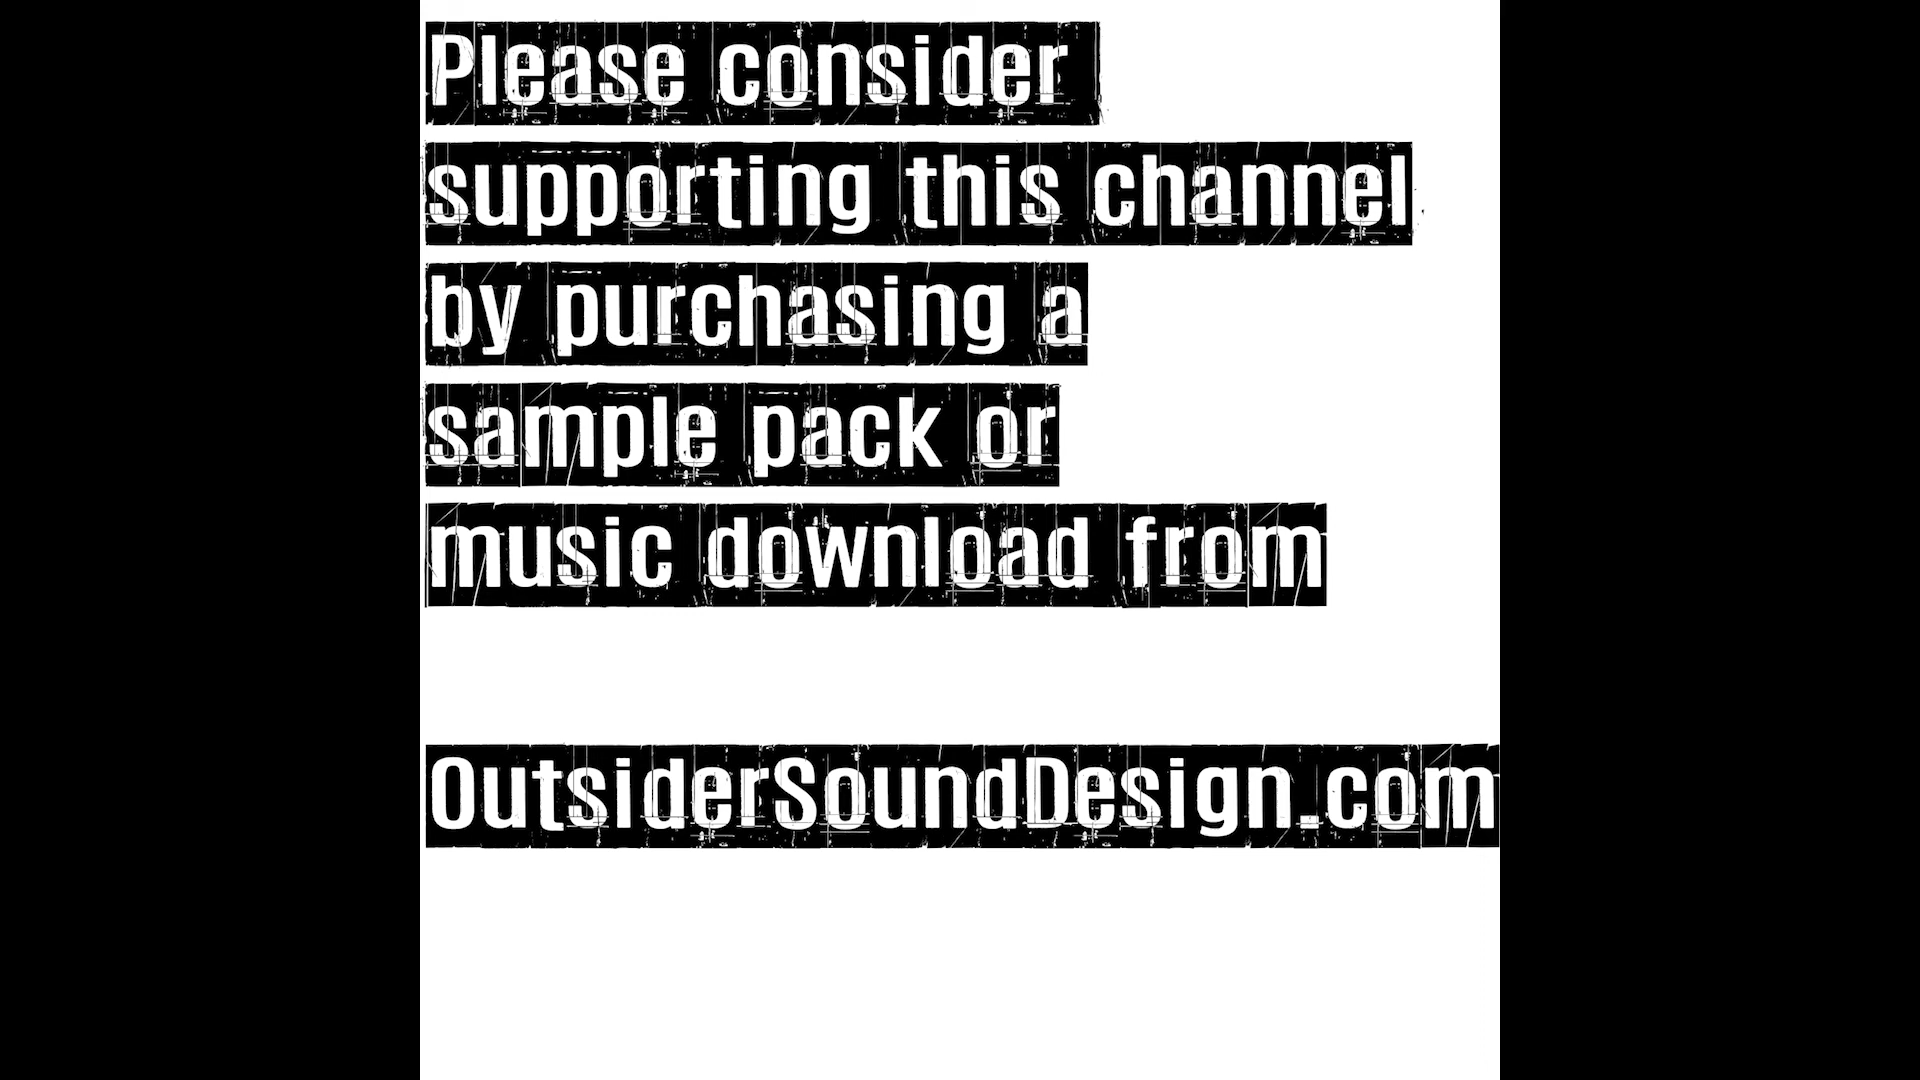 Please consider
supporting this channel
by purchasing a
sample pack or
music download from
OutsiderSoundDesign.com